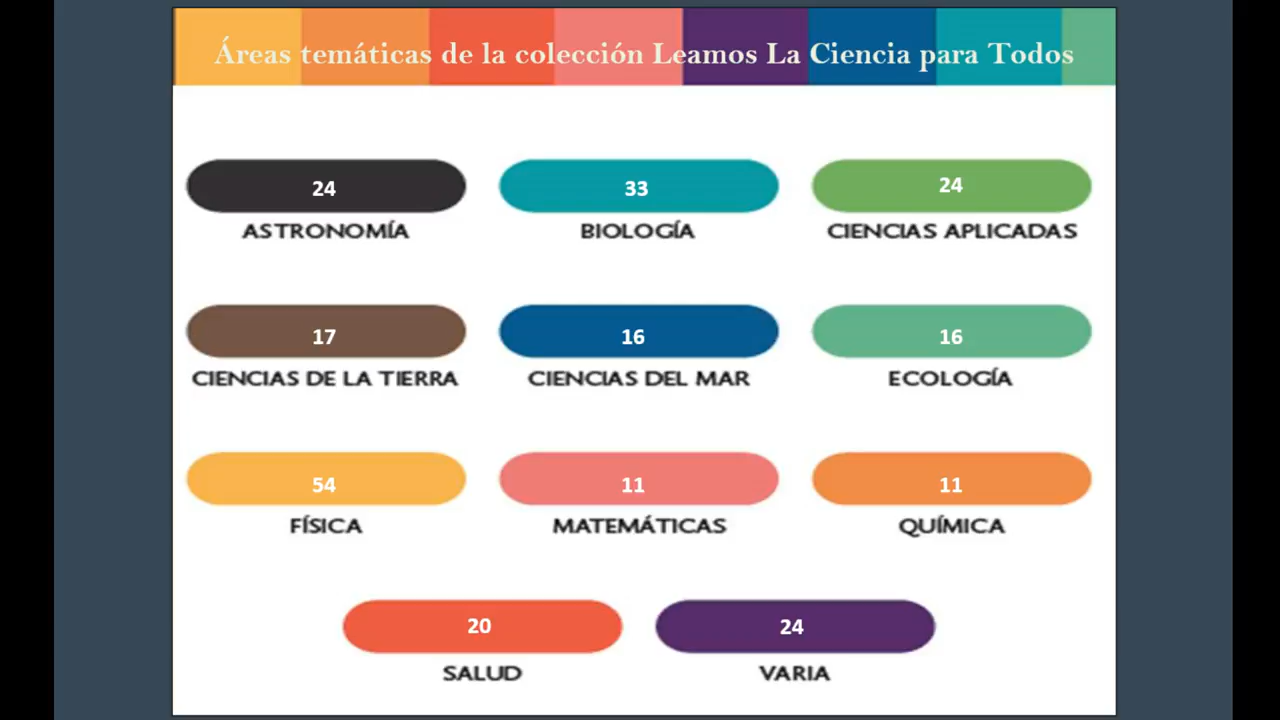 Áreas temáticas de la colección Leamos La Ciencia para Todos
24 33 24
ASTRONOMÍA BIOLOGÍA CIENCIAS APLICADAS
17 16 16
CIENCIAS DE LA TIERRA CIENCIAS DEL MAR ECOLOGÍA
54 11 11
FÍSICA MATEMÁTICAS QUÍMICA
20 24
SALUD VARIA